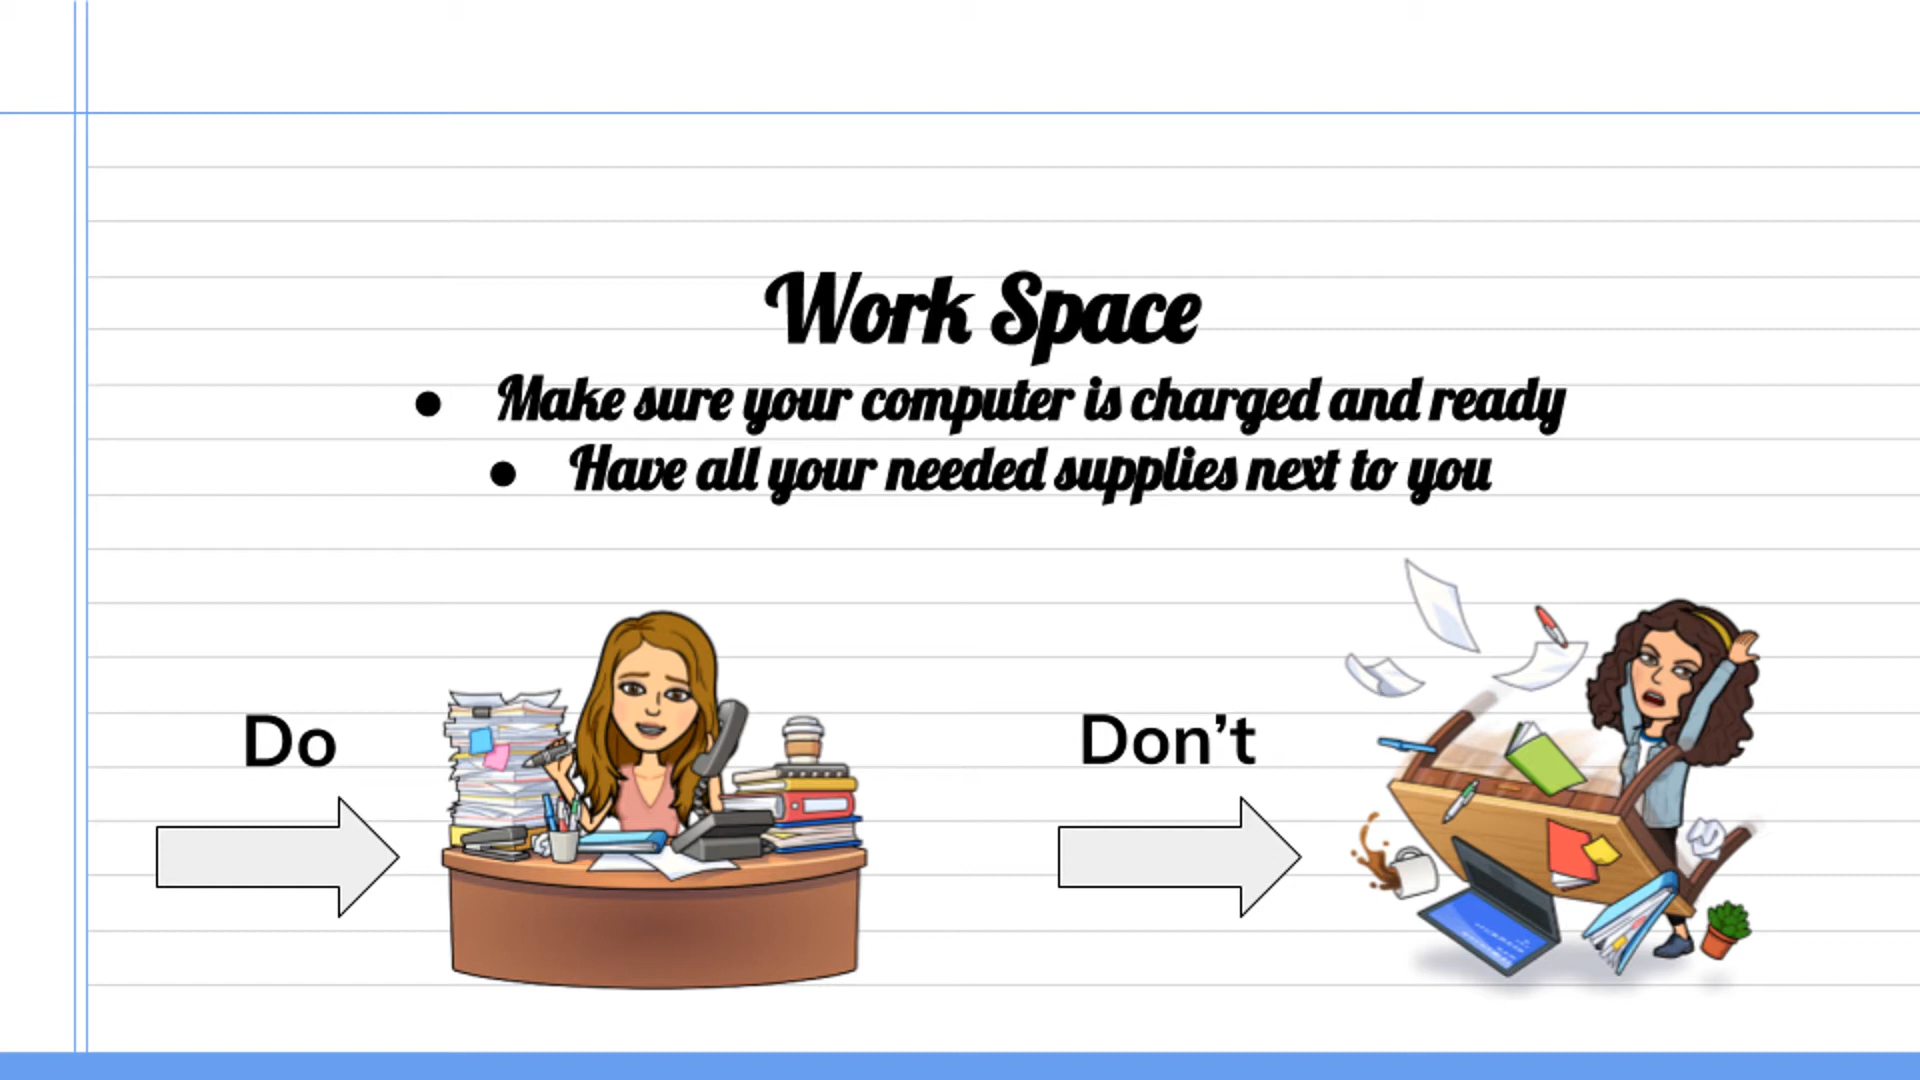 Work Space
● Make sure your computer is charged and ready
● Have all your needed supplies next to you
Do
Don't